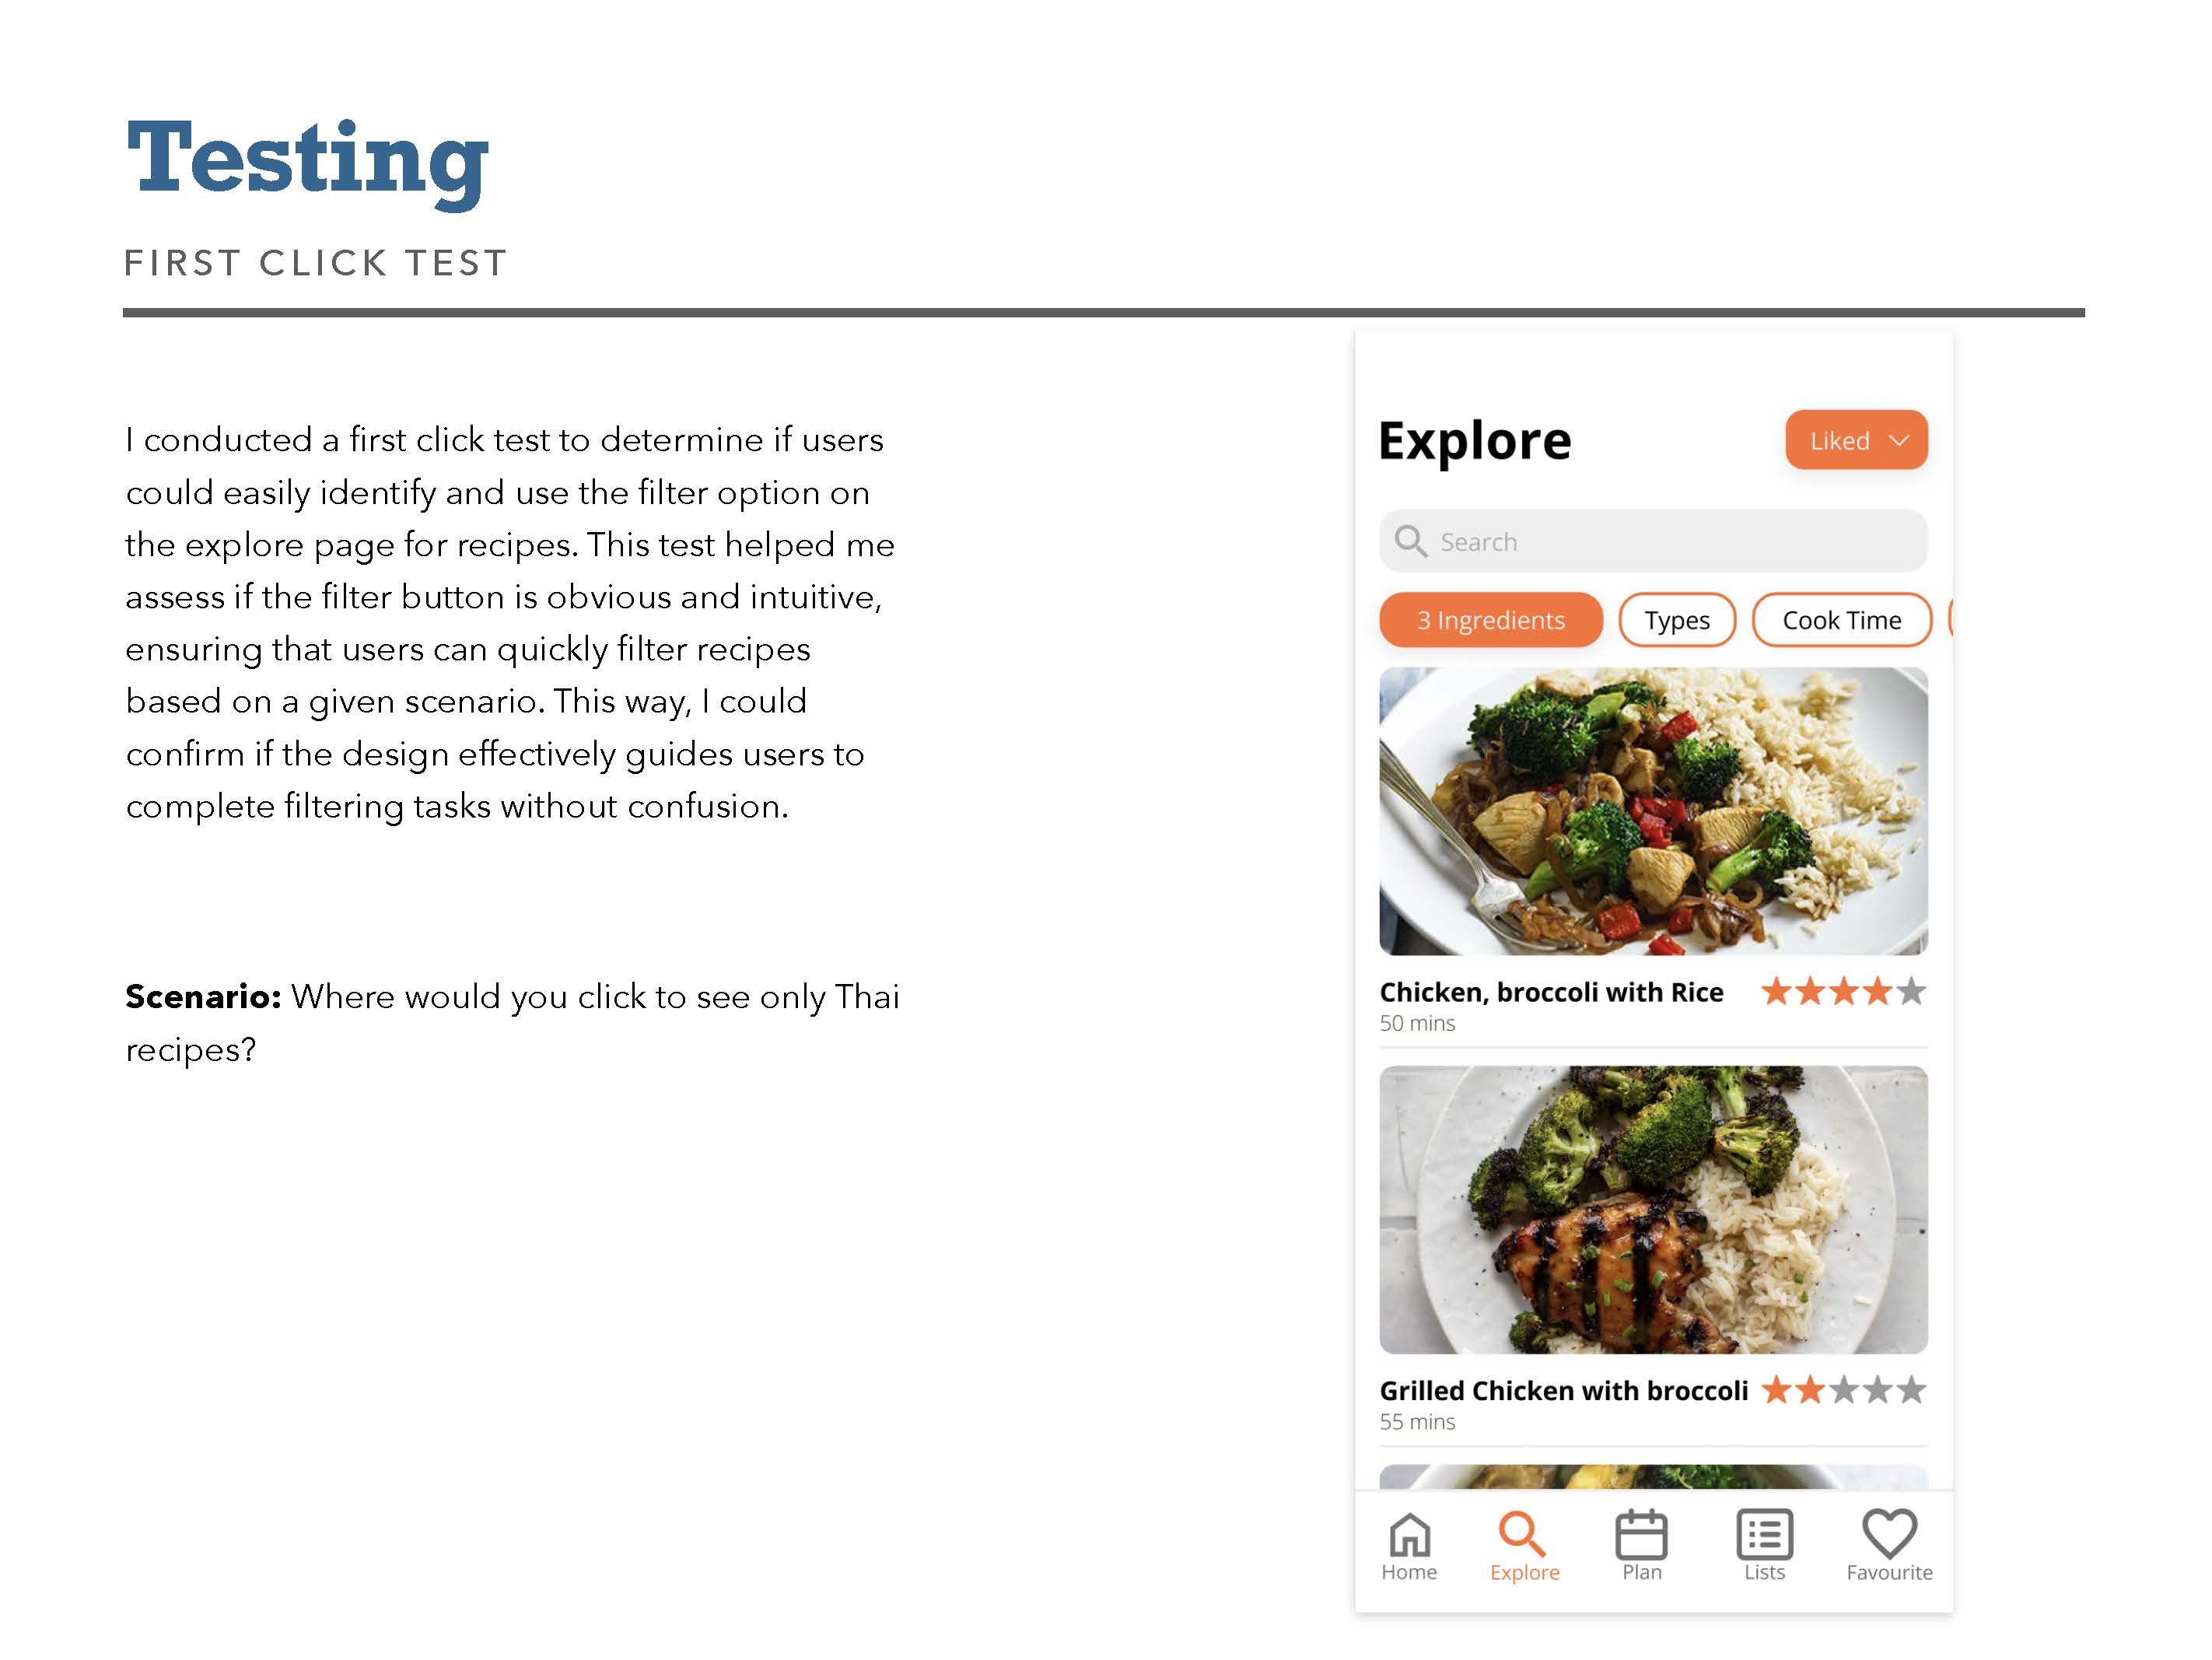 Testing
FIRST CLICK TEST
I conducted a first click test to determine if users
could easily identify and use the filter option on
the explore page for recipes. This test helped me
assess if the filter button is obvious and intuitive,
ensuring that users can quickly filter recipes
based on a given scenario. This way, I could
confirm if the design effectively guides users to
complete filtering tasks without confusion.
Scenario: Where would you click to see only Thai
recipes?
Explore
Liked
Search
3 Ingredients
Types
Cook Time
Chicken, broccoli with Rice
50 mins
Grilled Chicken with broccoli
55 mins
Home
Explore
Plan
Lists
Favourite